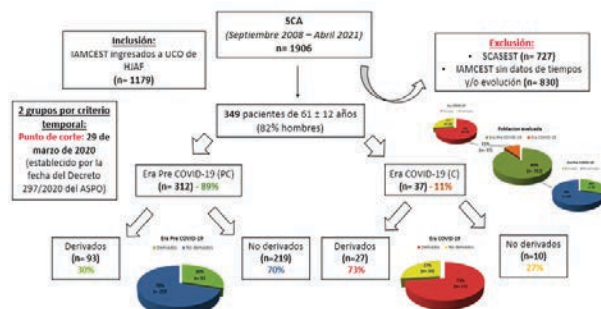 SCA
(Septiembre 2008 – Abril 2021)
n= 1906
Inclusión:
IAMCEST ingresados a UCO de
HJAF
(n= 1179)
Exclusión:
• SCASEST (n= 727)
• IAMCEST sin datos de tiempos
y/o evolución (n= 830)
2 grupos por criterio
temporal:
Punto de corte: 29 de
marzo de 2020
(establecido por la
fecha del Decreto
297/2020 del ASPO)
349 pacientes de 61 ± 12 años
(82% hombres)
Población evaluada
Era Pre COVID-19 (PC)
(n= 312) - 89%
Era COVID-19 (C)
(n= 37) - 11%
Derivados
(n= 93)
30%
Era Pre COVID-19
No derivados
(n=219)
70%
Derivados
(n=27)
73%
Era COVID-19
No derivados
(n=10)
27%